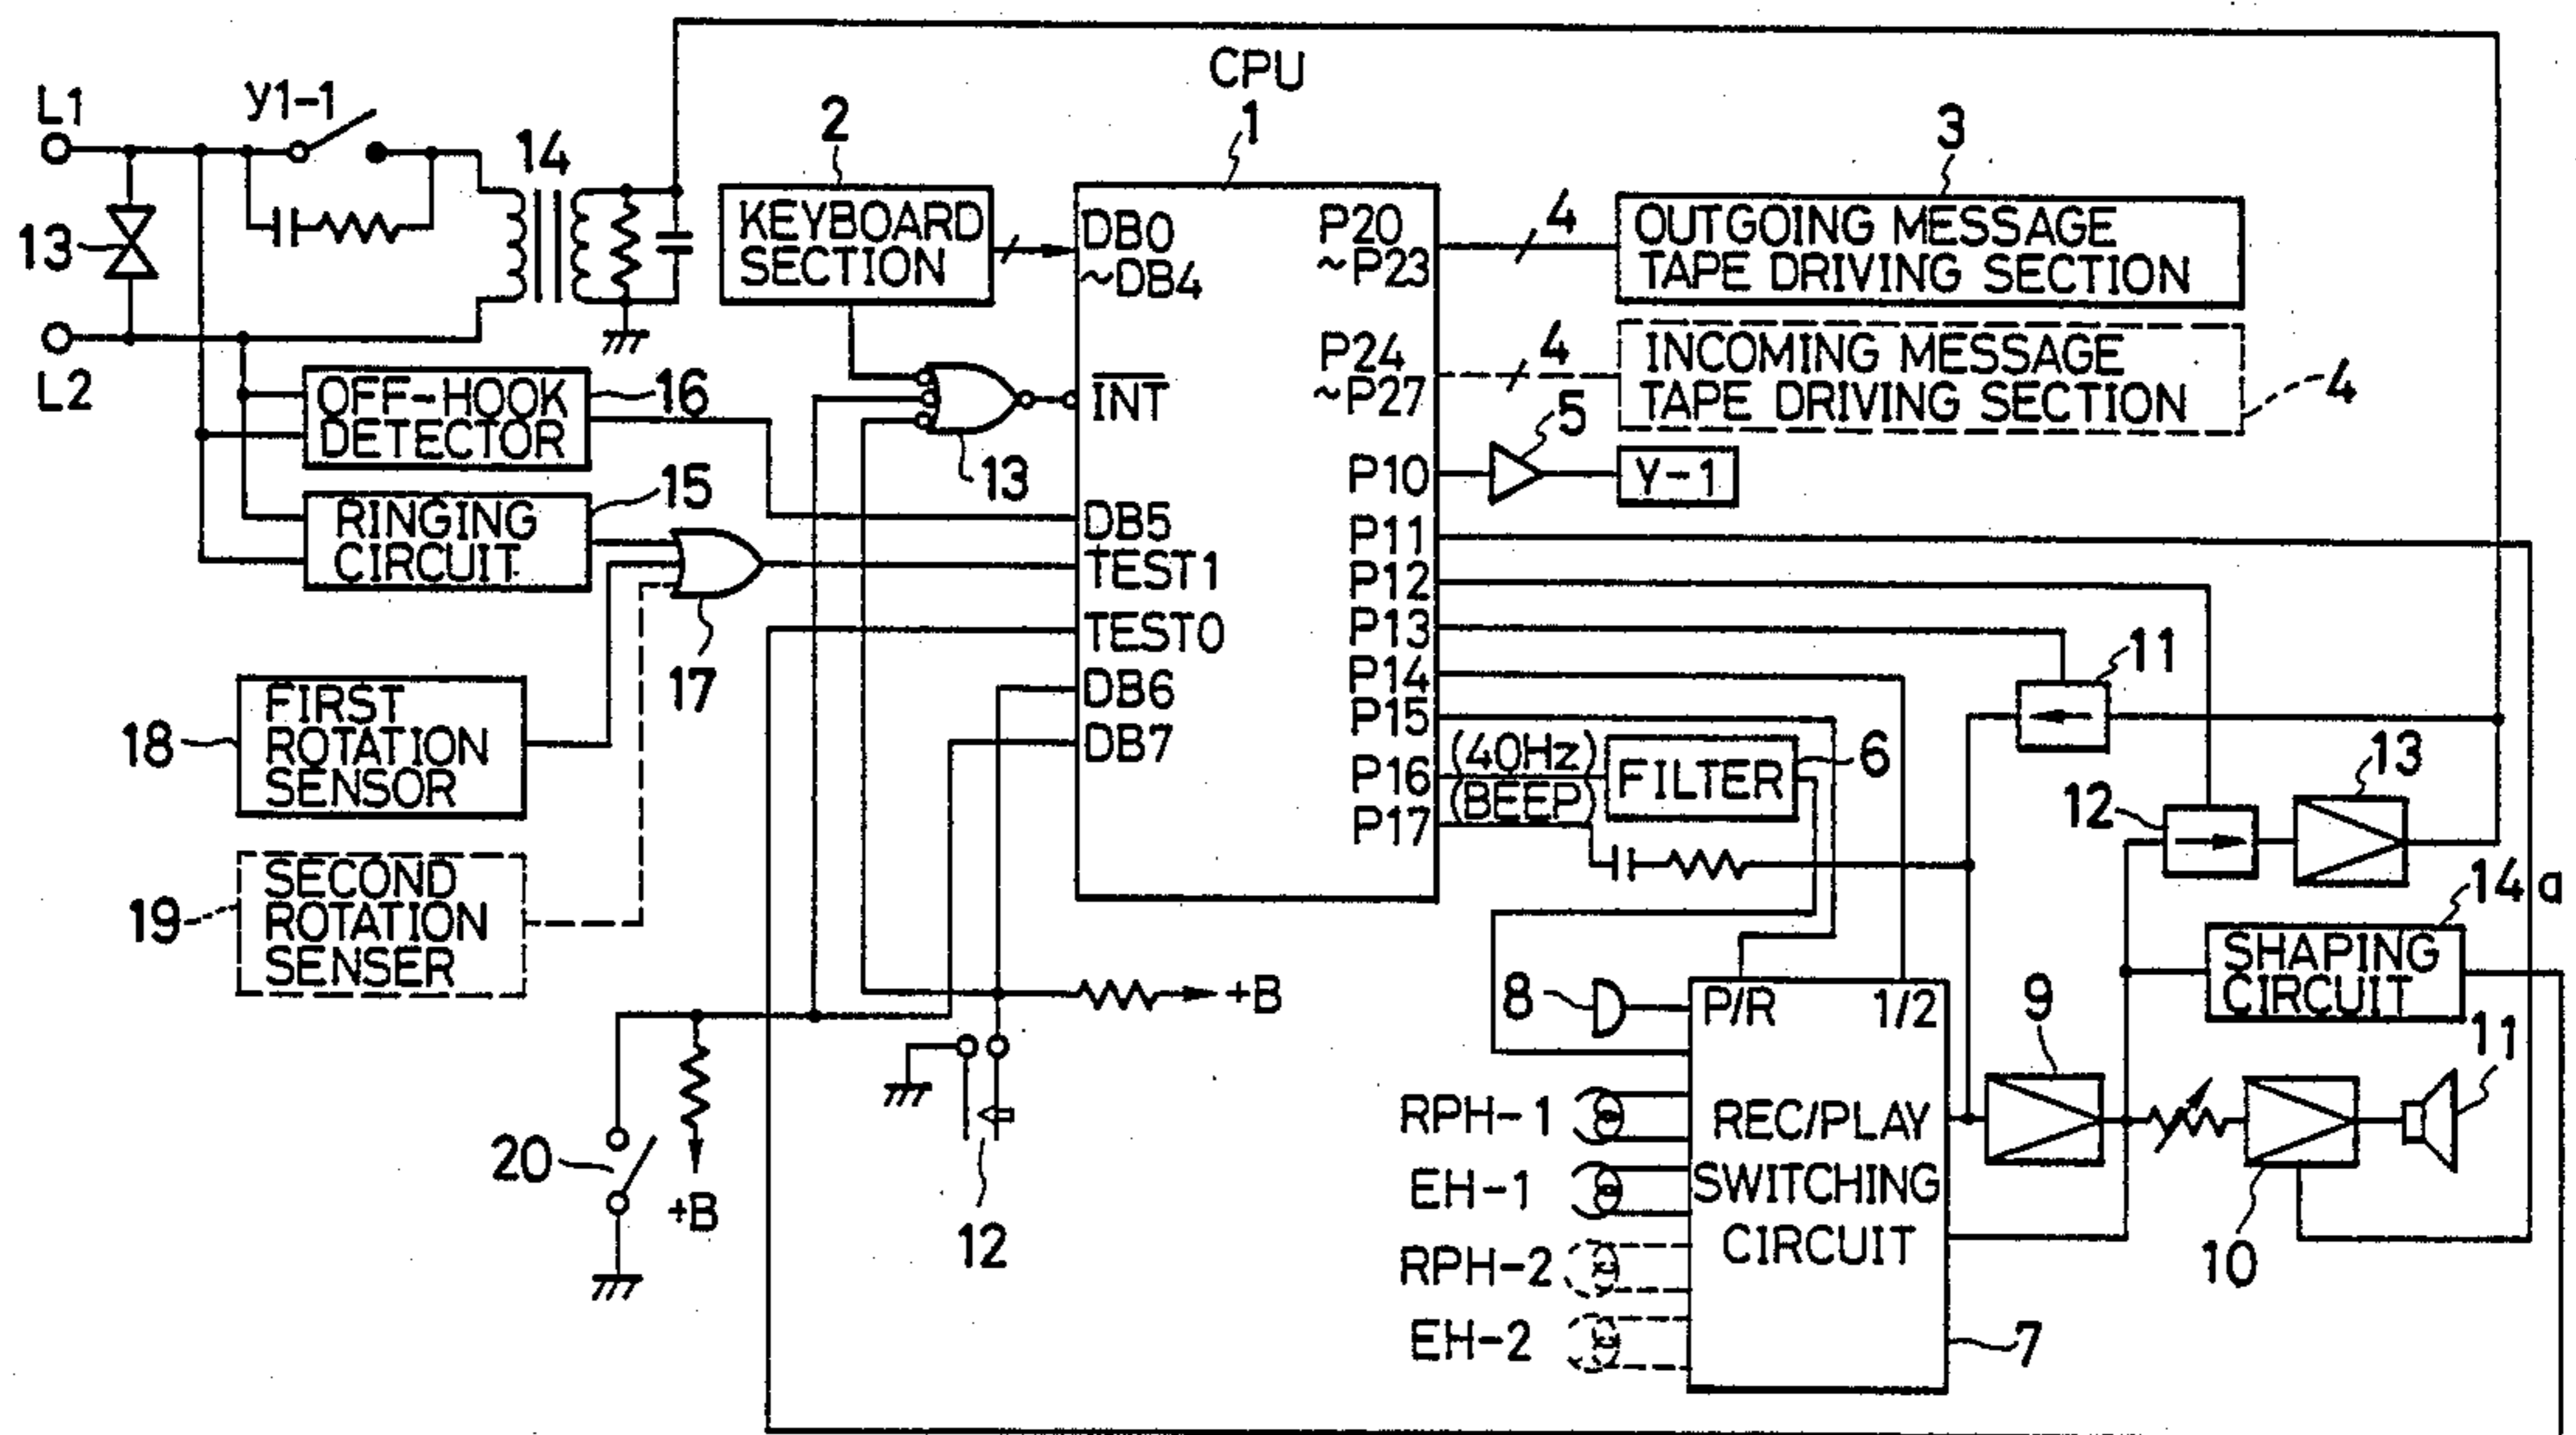 CPU
1
L1
y1-1
14
2
3
13
KEYBOARD
SECTION
DB0
~DB4
P20
~P23
4
OUTGOING MESSAGE
TAPE DRIVING SECTION
L2
OFF-HOOK
DETECTOR
16
INT
13
P24
~P27
4
INCOMING MESSAGE
TAPE DRIVING SECTION
4
RINGING
CIRCUIT
15
DB5
TEST1
TEST0
DB6
DB7
P10
5
Y-1
P11
P12
P13
P14
P15
P16
P17
17
18
FIRST
ROTATION
SENSOR
19
SECOND
ROTATION
SENSER
(40Hz)
(BEEP)
FILTER
6
11
12
13
14a
SHAPING
CIRCUIT
+B
20
+B
12
8
P/R
1/2
REC/PLAY
SWITCHING
CIRCUIT
7
RPH-1
EH-1
RPH-2
EH-2
9
10
11